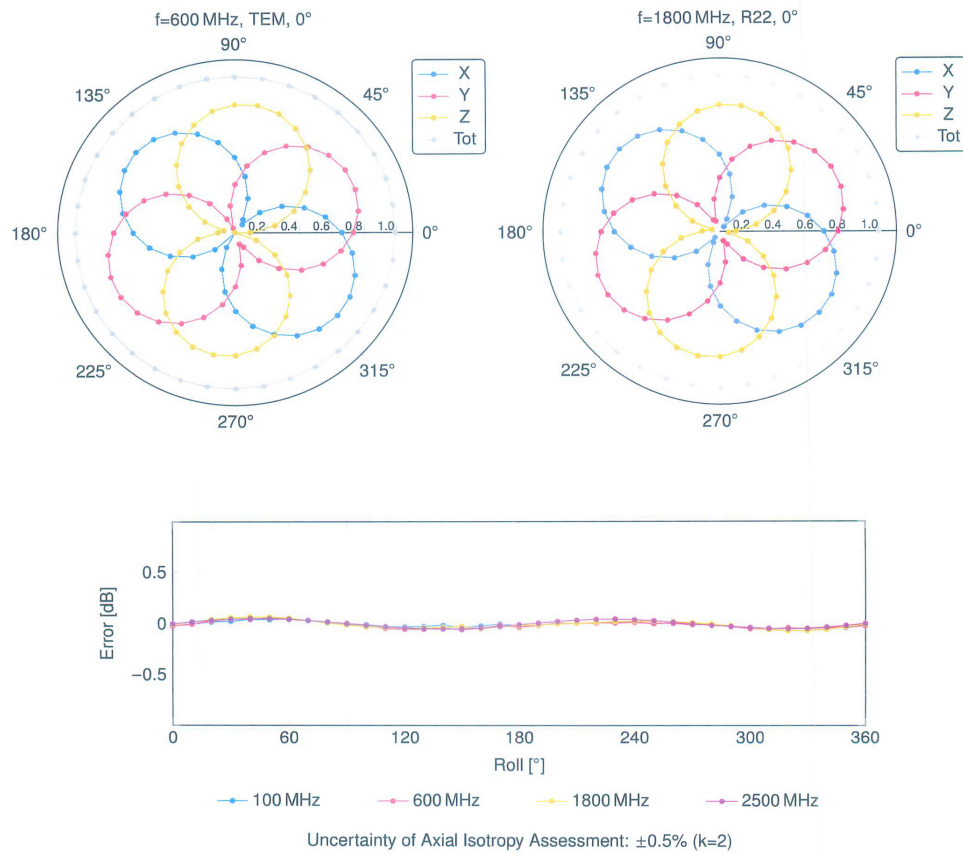 f=600 MHz, TEM, 0°
90°
135°
45°
180°
0°
225°
315°
270°
0.2 0.4 0.6 0.8 1.0
X
Y
Z
Tot
f=1800 MHz, R22, 0°
90°
135°
45°
180°
0°
225°
315°
270°
0.2 0.4 0.6 0.8 1.0
X
Y
Z
Tot
Error [dB]
0.5
0
−0.5
0 60 120 180 240 300 360
Roll [°]
100 MHz 600 MHz 1800 MHz 2500 MHz
Uncertainty of Axial Isotropy Assessment: ±0.5% (k=2)